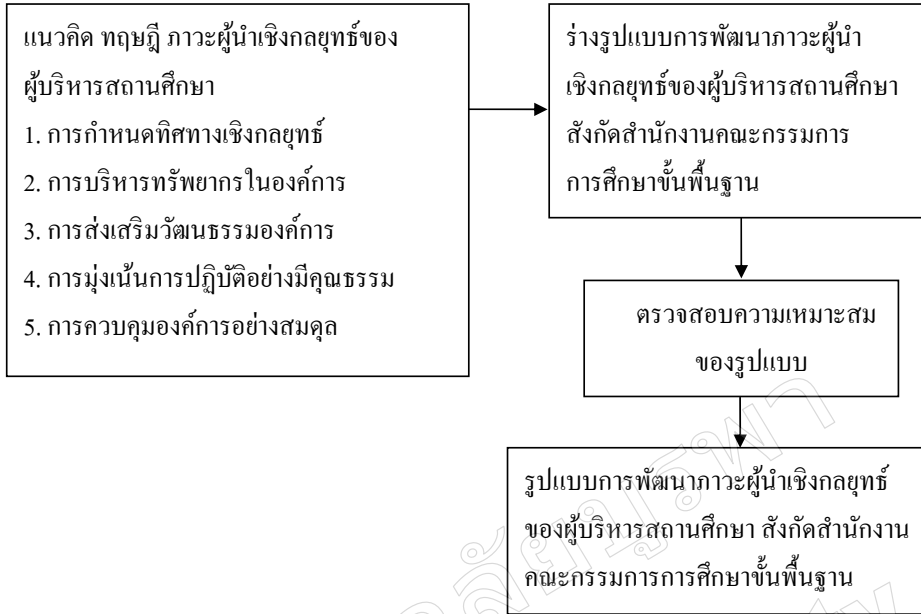 แนวคิด ทฤษฎี ภาวะผู้นำเชิงกลยุทธ์ของ
ผู้บริหารสถานศึกษา
1. การกำหนดทิศทางเชิงกลยุทธ์
2. การบริหารทรัพยากรในองค์การ
3. การส่งเสริมวัฒนธรรมองค์การ
4. การมุ่งเน้นการปฏิบัติอย่างมีคุณธรรม
5. การควบคุมองค์การอย่างสมดุล
ร่างรูปแบบการพัฒนาภาวะผู้นำ
เชิงกลยุทธ์ของผู้บริหารสถานศึกษา
สังกัดสำนักงานคณะกรรมการ
การศึกษาขั้นพื้นฐาน
ตรวจสอบความเหมาะสม
ของรูปแบบ
รูปแบบการพัฒนาภาวะผู้นำเชิงกลยุทธ์
ของผู้บริหารสถานศึกษา สังกัดสำนักงาน
คณะกรรมการการศึกษาขั้นพื้นฐาน